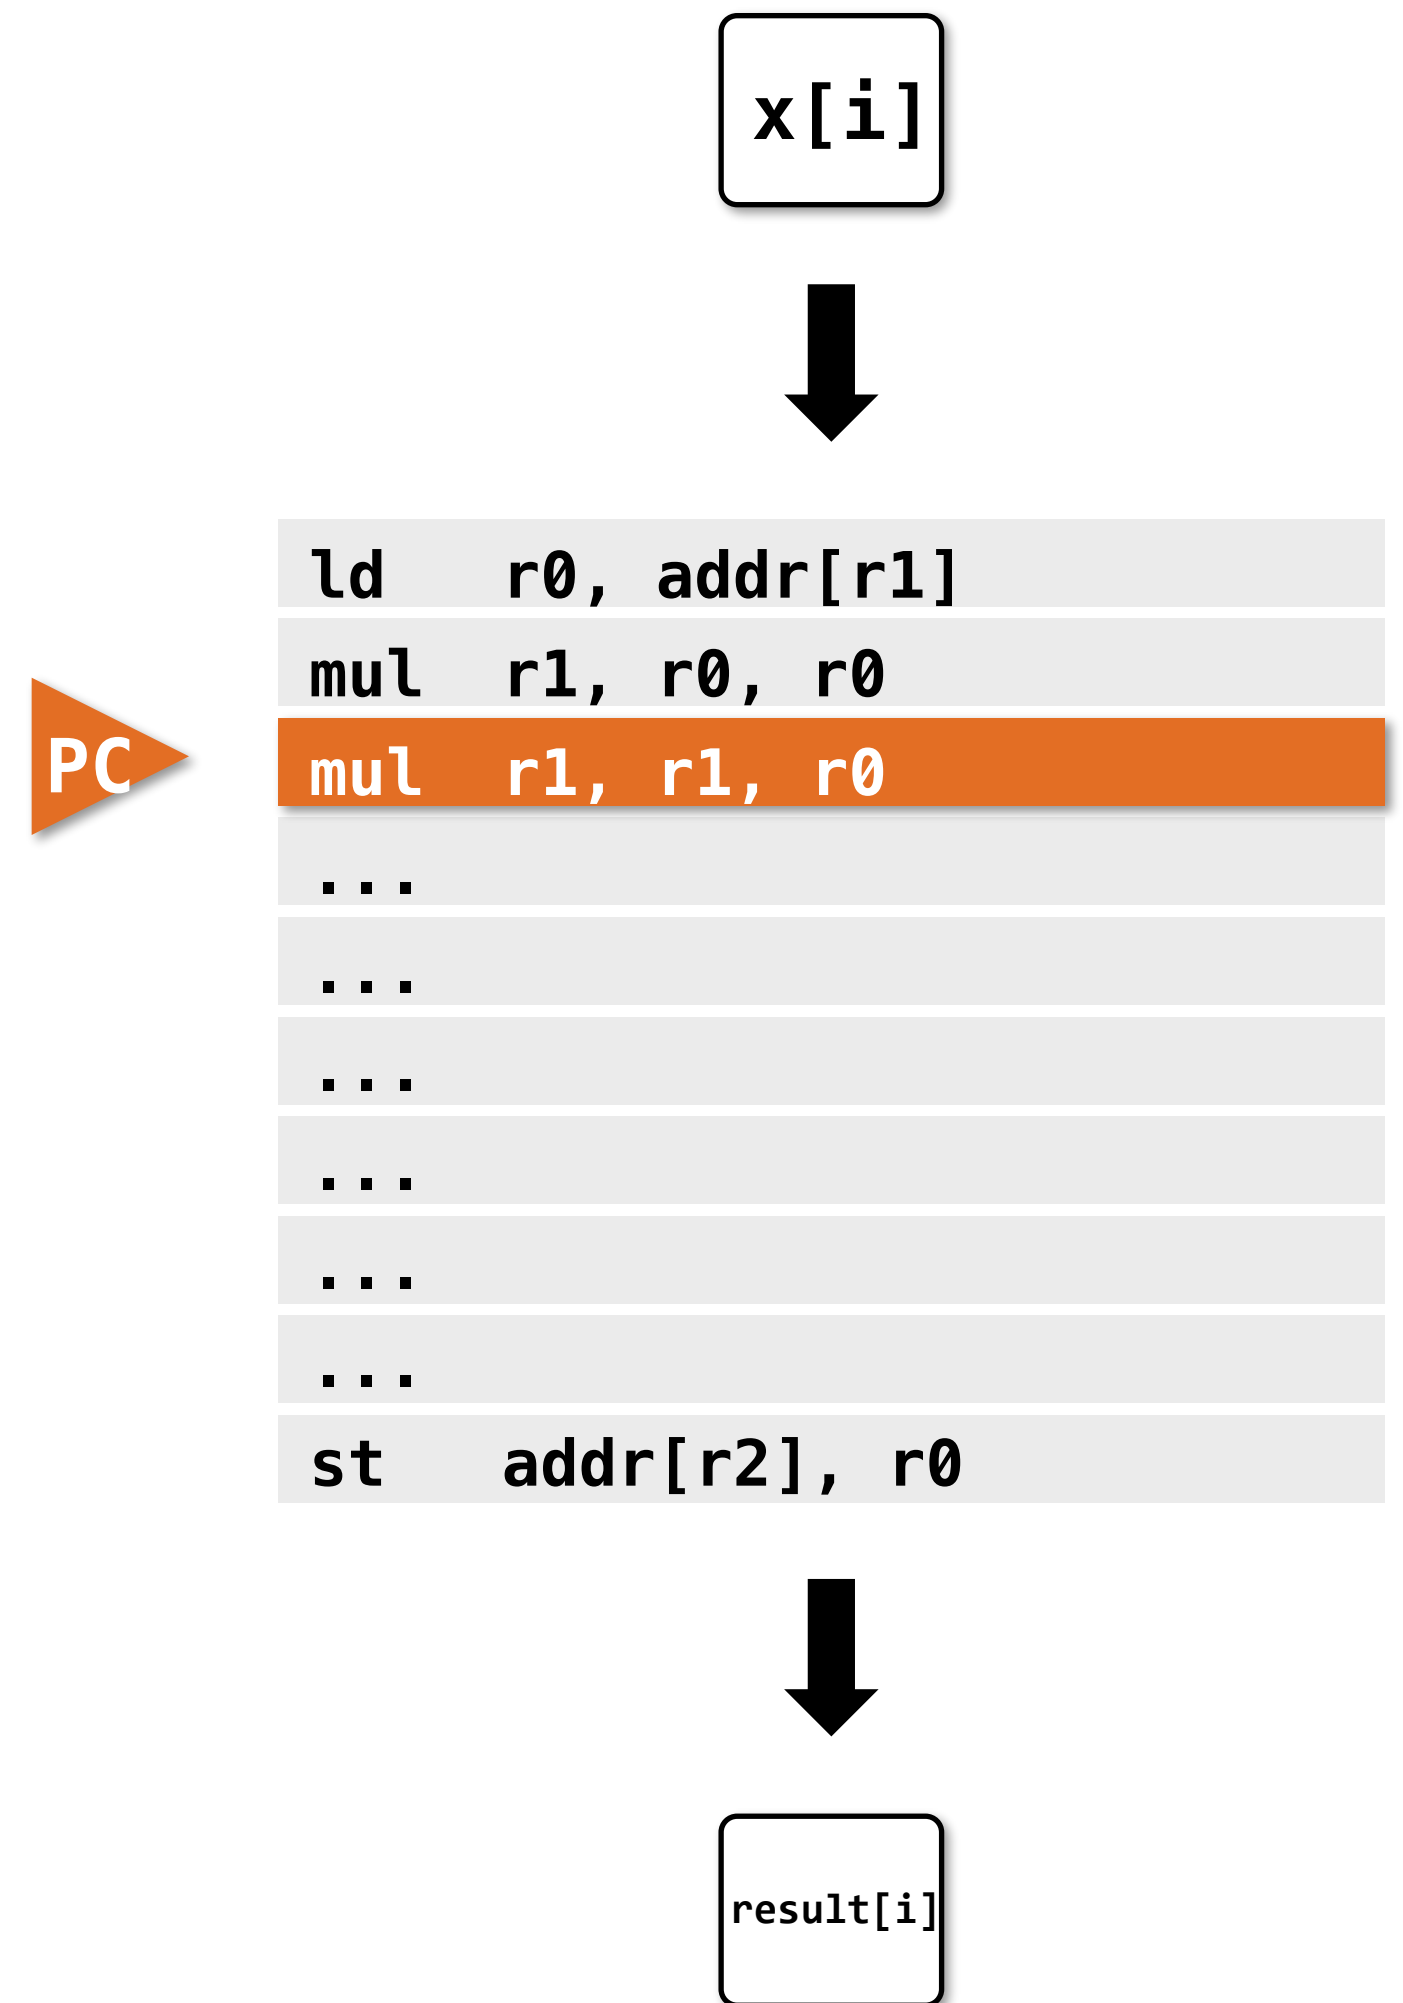 x[i]
ld r0, addr[r1]
mul r1, r0, r0
PC
mul r1, r1, r0
...
...
...
...
...
...
st addr[r2], r0
result[i]